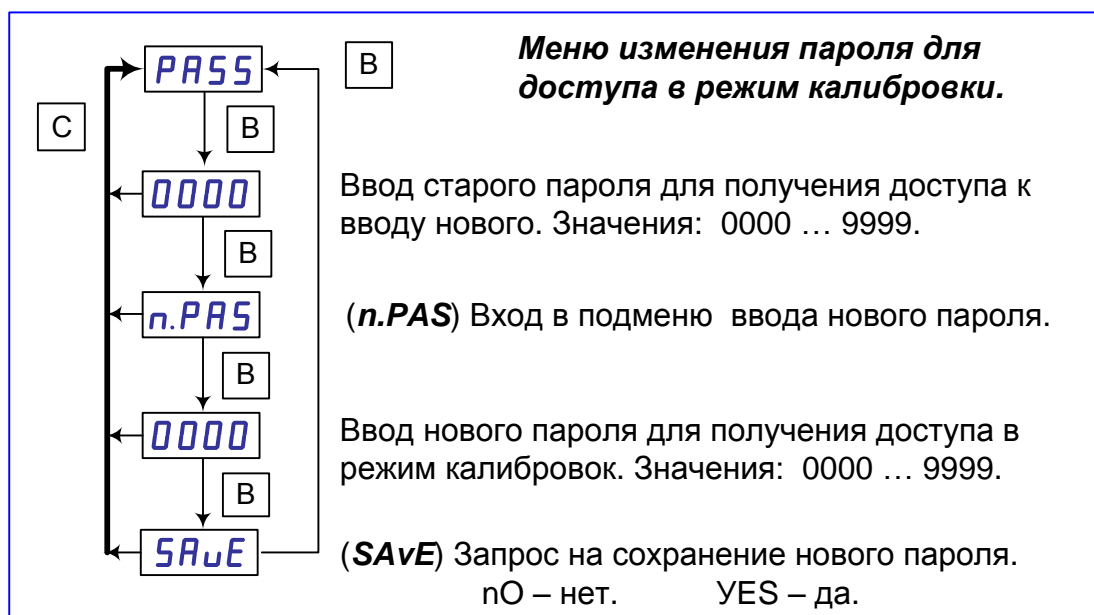 PASS
B
Меню изменения пароля для
доступа в режим калибровки.
C
B
0000
Ввод старого пароля для получения доступа к
вводу нового. Значения: 0000 … 9999.
B
n.PAS
(n.PAS) Вход в подменю ввода нового пароля.
B
0000
Ввод нового пароля для получения доступа в
режим калибровок. Значения: 0000 … 9999.
B
SAvE
(SAvE) Запрос на сохранение нового пароля.
nO – нет. УES – да.